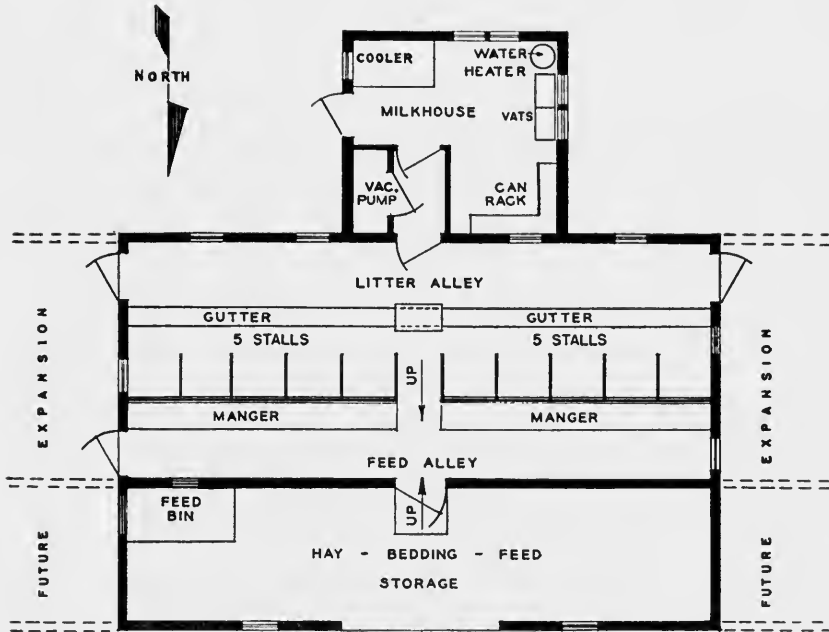 NORTH
COOLER
WATER
HEATER
MILKHOUSE
VATS
VAC.
PUMP
CAN
RACK
LITTER ALLEY
GUTTER
GUTTER
5 STALLS
5 STALLS
UP
MANGER
MANGER
FEED ALLEY
FEED
BIN
UP
HAY - BEDDING - FEED
STORAGE
EXPANSION
FUTURE
EXPANSION
FUTURE